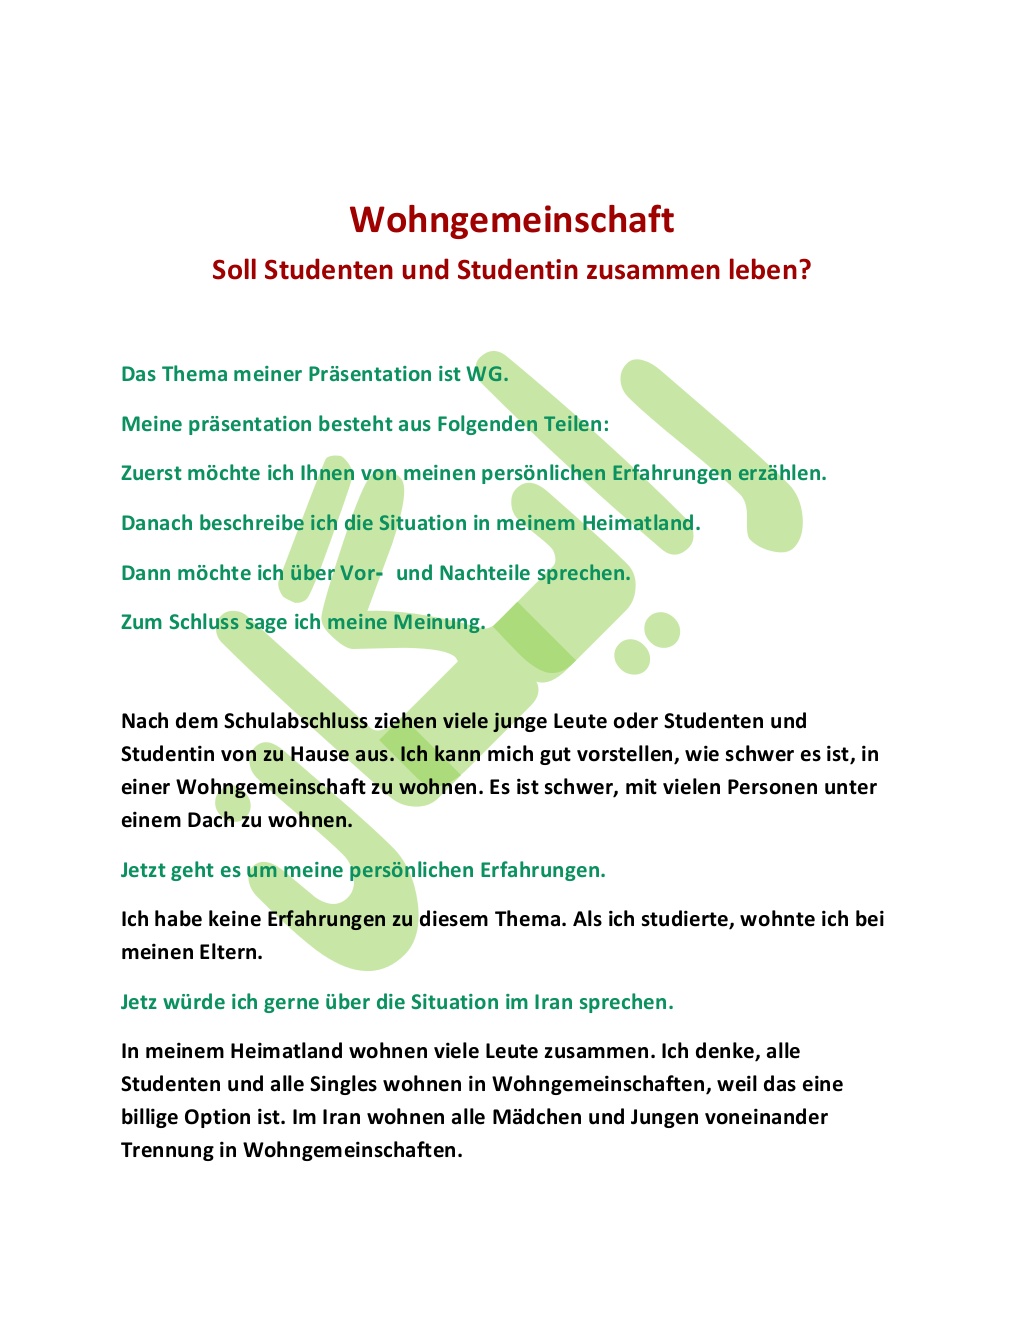 Wohngemeinschaft
Soll Studenten und Studentin zusammen leben?
Das Thema meiner Präsentation ist WG.
Meine präsentation besteht aus Folgenden Teilen:
Zuerst möchte ich Ihnen von meinen persönlichen Erfahrungen erzählen.
Danach beschreibe ich die Situation in meinem Heimatland.
Dann möchte ich über Vor-  und Nachteile sprechen.
Zum Schluss sage ich meine Meinung.
Nach dem Schulabschluss ziehen viele junge Leute oder Studenten und
Studentin von zu Hause aus. Ich kann mich gut vorstellen, wie schwer es ist, in
einer Wohngemeinschaft zu wohnen. Es ist schwer, mit vielen Personen unter
einem Dach zu wohnen.
Jetzt geht es um meine persönlichen Erfahrungen.
Ich habe keine Erfahrungen zu diesem Thema. Als ich studierte, wohnte ich bei
meinen Eltern.
Jetz würde ich gerne über die Situation im Iran sprechen.
In meinem Heimatland wohnen viele Leute zusammen. Ich denke, alle
Studenten und alle Singles wohnen in Wohngemeinschaften, weil das eine
billige Option ist. Im Iran wohnen alle Mädchen und Jungen voneinander
Trennung in Wohngemeinschaften.
رایگان